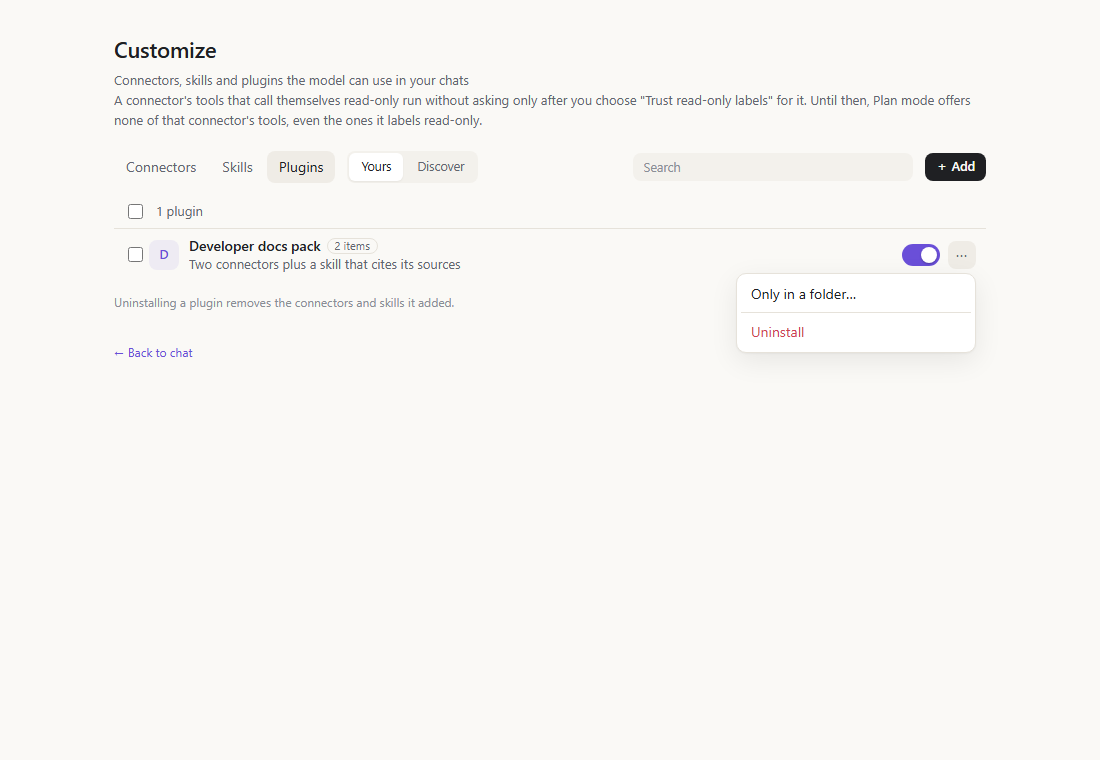 Customize
Connectors, skills and plugins the model can use in your chats
A connector's tools that call themselves read-only run without asking only after you choose "Trust read-only labels" for it. Until then, Plan mode offers
none of that connector's tools, even the ones it labels read-only.
Connectors Skills Plugins Yours Discover Search + Add
1 plugin
D Developer docs pack 2 items ...
Two connectors plus a skill that cites its sources
Only in a folder...
Uninstalling a plugin removes the connectors and skills it added.
Uninstall
← Back to chat